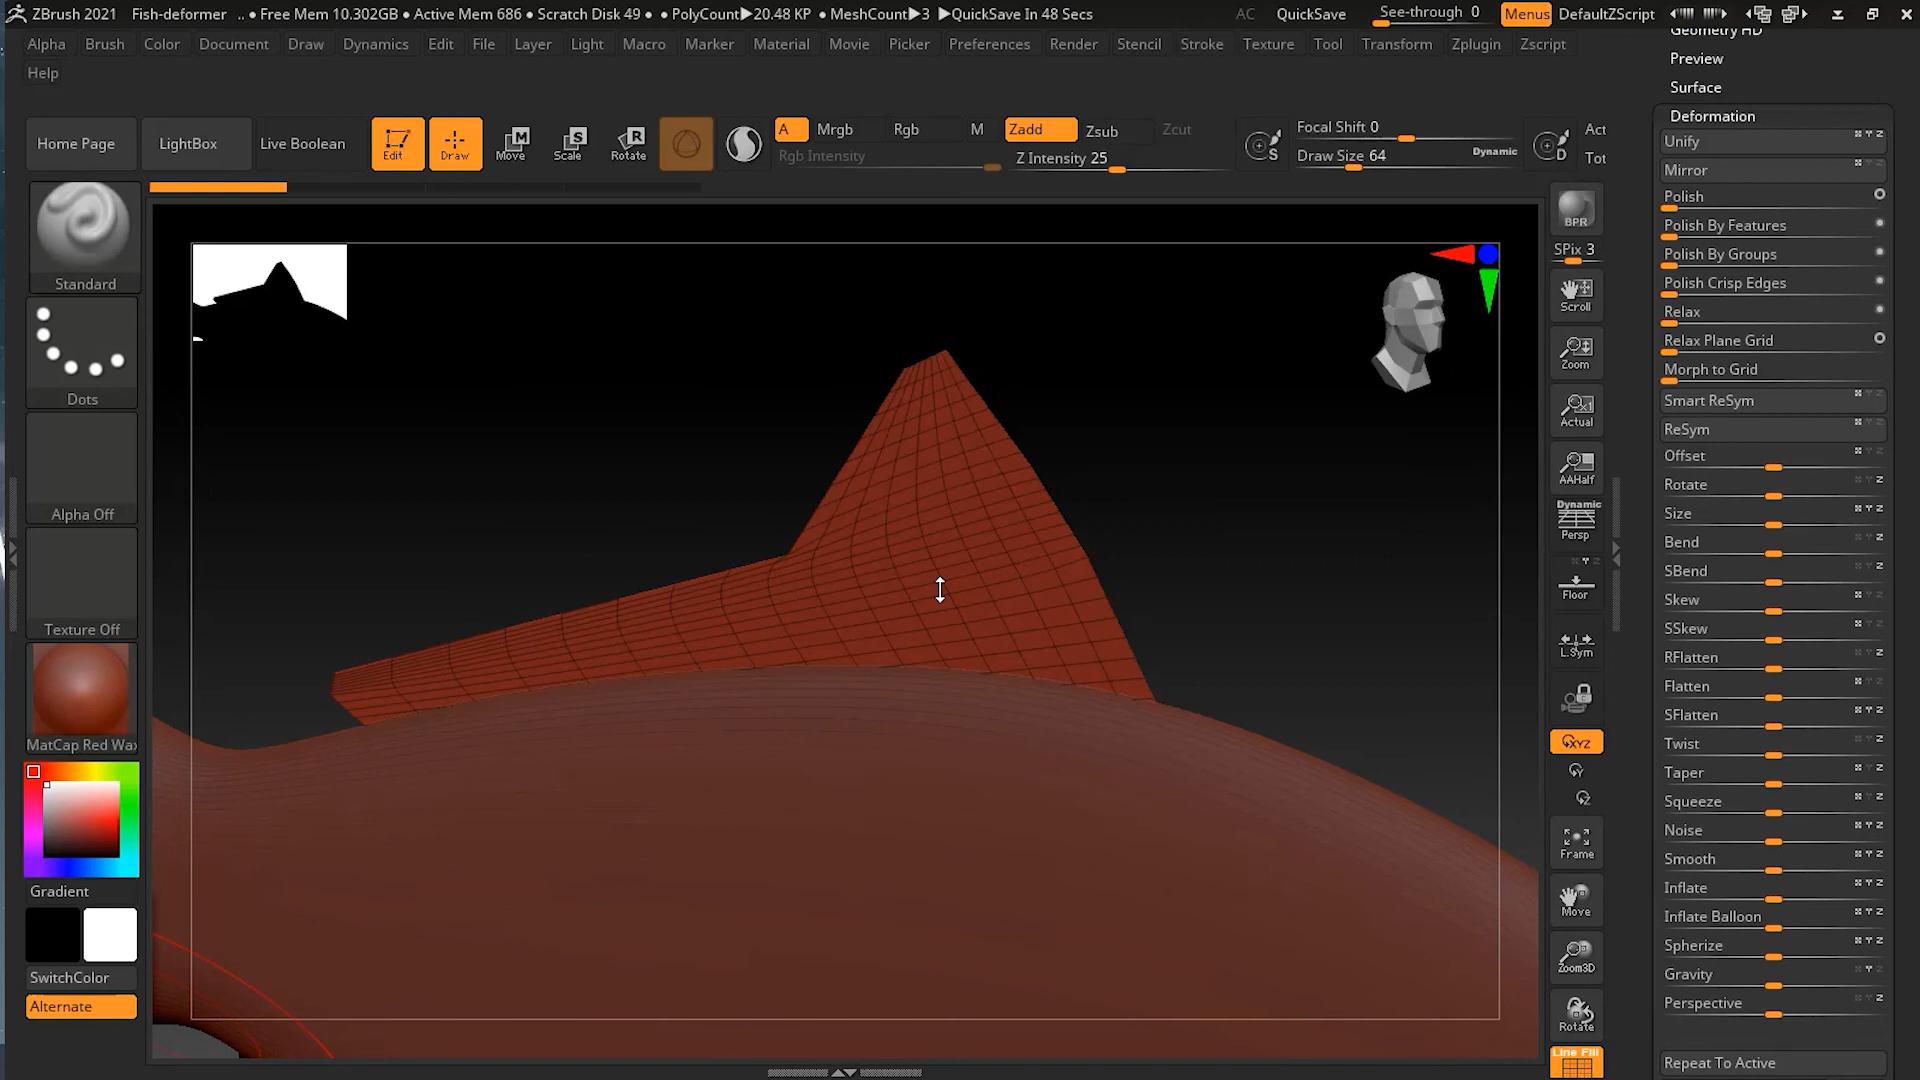 ZBrush 2021 Fish-deformer .. ● Free Mem 10.302GB ● Active Mem 686 ● Scratch Disk 49 ● ● PolyCount▶20.48 KP ● MeshCount▶3 ▶QuickSave In 48 Secs AC QuickSave See-through 0 Menus DefaultZScript
Alpha Brush Color Document Draw Dynamics Edit File Layer Light Macro Marker Material Movie Picker Preferences Render Stencil Stroke Texture Tool Transform Zplugin Zscript
Help
Home Page LightBox Live Boolean Edit Draw Move Scale Rotate
M S R
A Mrgb Rgb M Zadd Zsub Zcut
Rgb Intensity Z Intensity 25
S Focal Shift 0
Draw Size 64 Dynamic
D Act
Tot
Standard
Dots
Alpha Off
Texture Off
MatCap Red Wax
Gradient
SwitchColor
Alternate
BPR
SPix 3
Scroll
Zoom
Actual
AAHalf
Dynamic
Persp
Floor
L.Sym
XYZ
Y
Z
Frame
Move
Zoom3D
Rotate
Line Fill
Geometry HD
Preview
Surface
Deformation
Unify
Mirror
Polish
Polish By Features
Polish By Groups
Polish Crisp Edges
Relax
Relax Plane Grid
Morph to Grid
Smart ReSym
ReSym
Offset
Rotate
Size
Bend
SBend
Skew
SSkew
RFlatten
Flatten
SFlatten
Twist
Taper
Squeeze
Noise
Smooth
Inflate
Inflate Balloon
Spherize
Gravity
Perspective
Repeat To Active